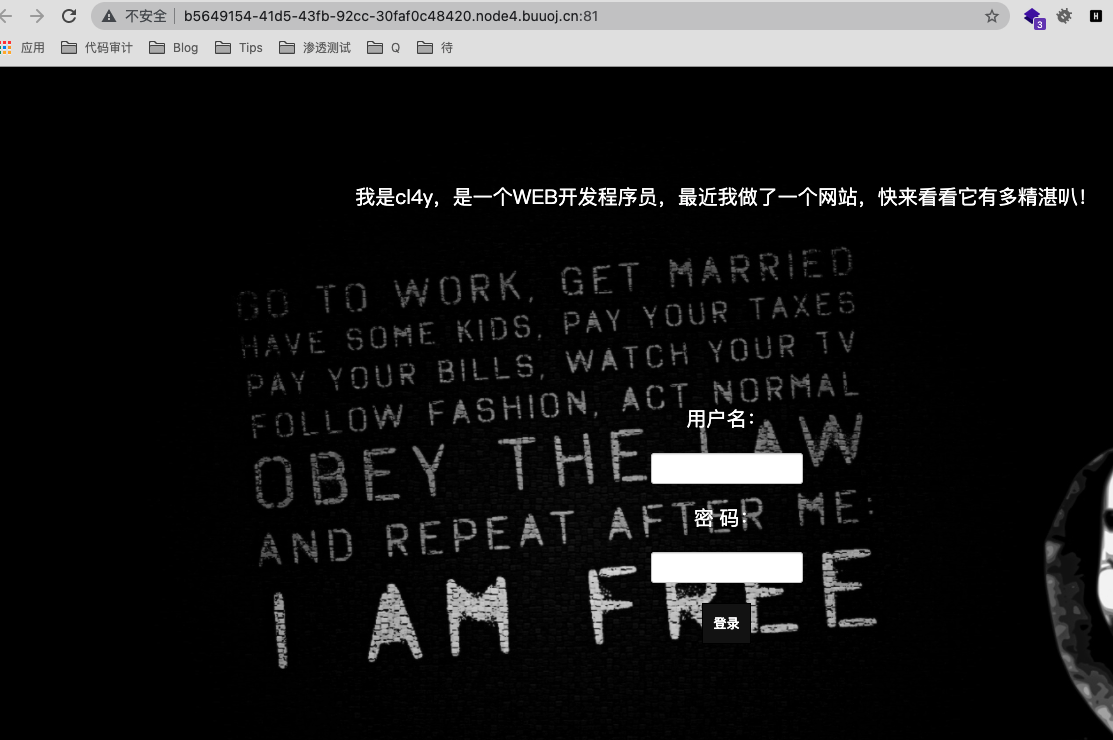 不安全 b5649154-41d5-43fb-92cc-30faf0c48420.node4.buuoj.cn:81
3
H
应用 代码审计 Blog Tips 渗透测试 Q 待
我是cl4y，是一个WEB开发程序员，最近我做了一个网站，快来看看它有多精湛叭！
GO TO WORK, GET MARRIED
HAVE SOME KIDS, PAY YOUR TAXES
PAY YOUR BILLS, WATCH YOUR TV
FOLLOW FASHION, ACT NORMAL
OBEY THE LAW
AND REPEAT AFTER ME:
I AM FREE
用户名：
密 码：
登录